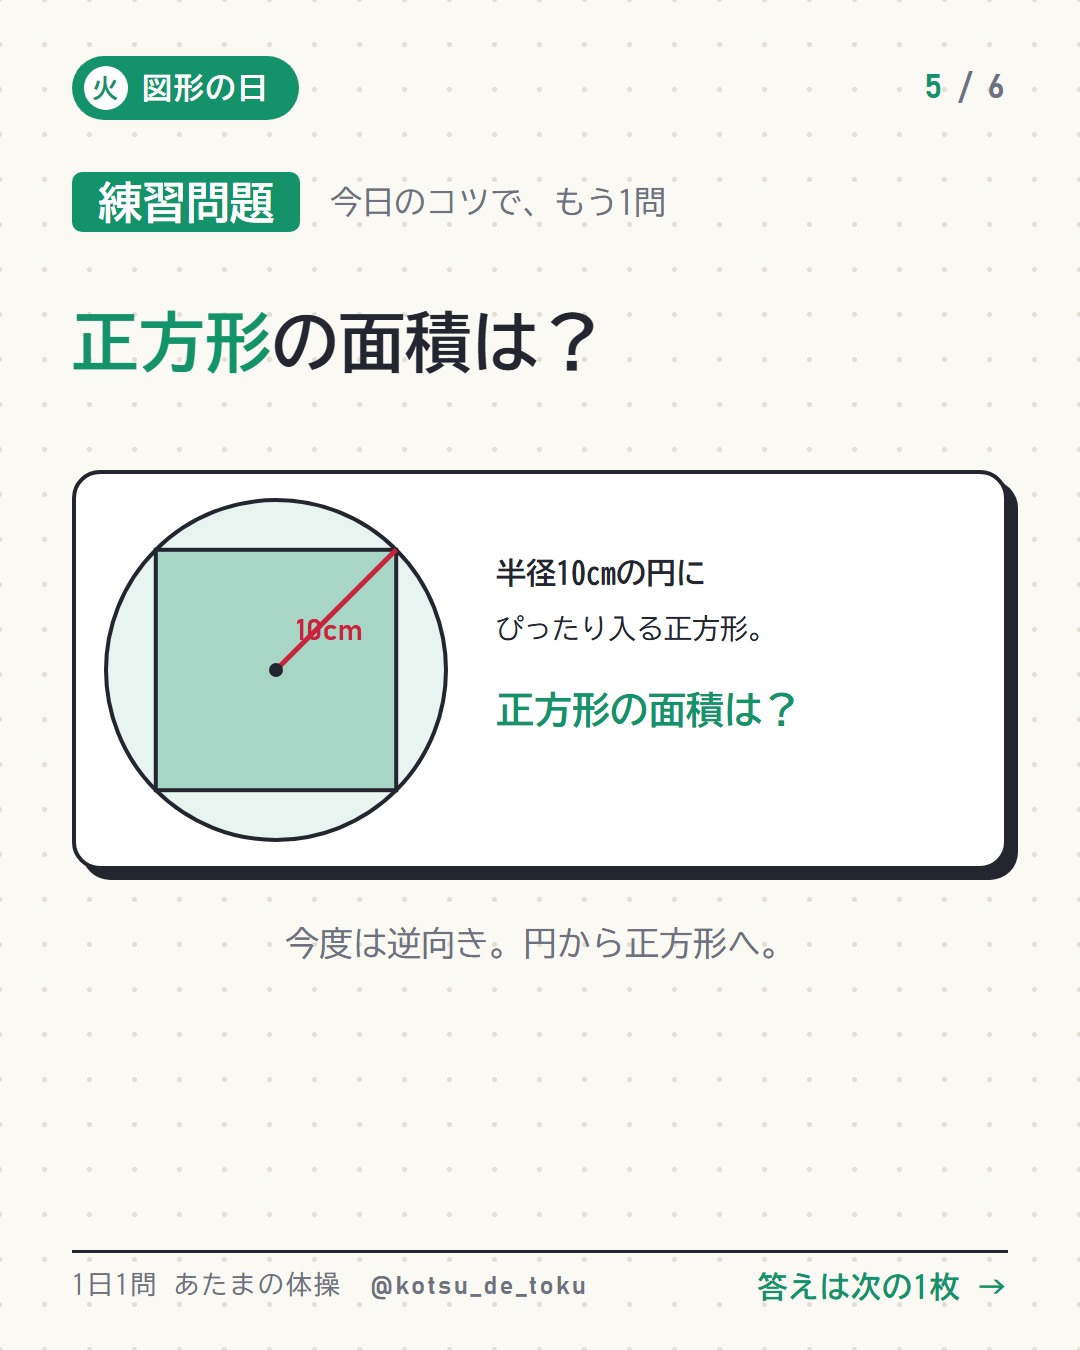 火 図形の日
5 / 6
練習問題 今日のコツで、もう1問
正方形の面積は？
10cm
半径10cmの円に
ぴったり入る正方形。
正方形の面積は？
今度は逆向き。円から正方形へ。
1日1問 あたまの体操 @kotsu_de_toku
答えは次の1枚 →